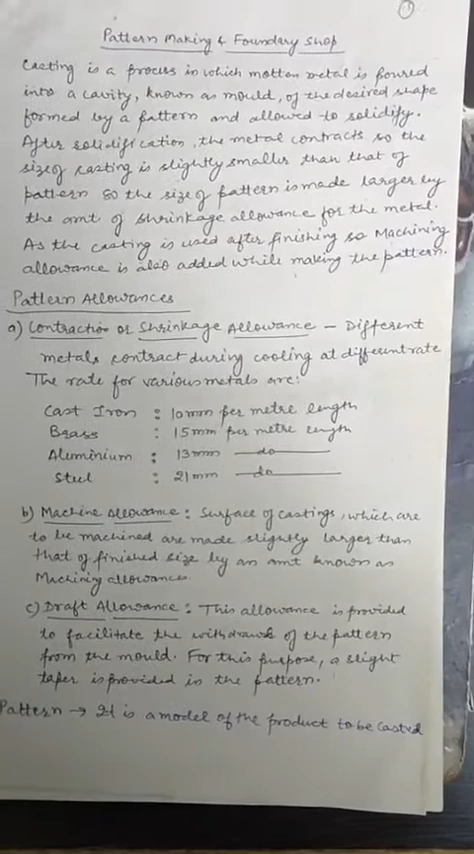 1
Pattern Making & Foundry Shop
Casting is a process in which motten metal is poured
into a cavity, known as mould, of the desired shape
formed by a pattern and allowed to solidify.
After solidification, the metal contracts so the
size of casting is slightly smaller than that of
pattern so the size of pattern is made larger by
the amt of shrinkage allowance for the metal.
As the casting is used after finishing so Machining
allowance is also added while making the pattern.
Pattern Allowances
a) Contraction or Shrinkage Allowance - Different
metals contract during cooling at different rate
The rate for various metals are:
Cast Iron : 10mm per metre length
Brass : 15mm per metre length
Aluminium : 13mm —do—
Steel : 21mm —do—
b) Machine Allowance : Surface of castings, which are
to be machined are made slightly larger than
that of finished size by an amt known as
Machining allowances.
c) Draft Allowance : This allowance is provided
to facilitate the withdrawl of the pattern
from the mould. For this purpose, a slight
taper is provided in the pattern.
Pattern → It is a model of the product to be casted